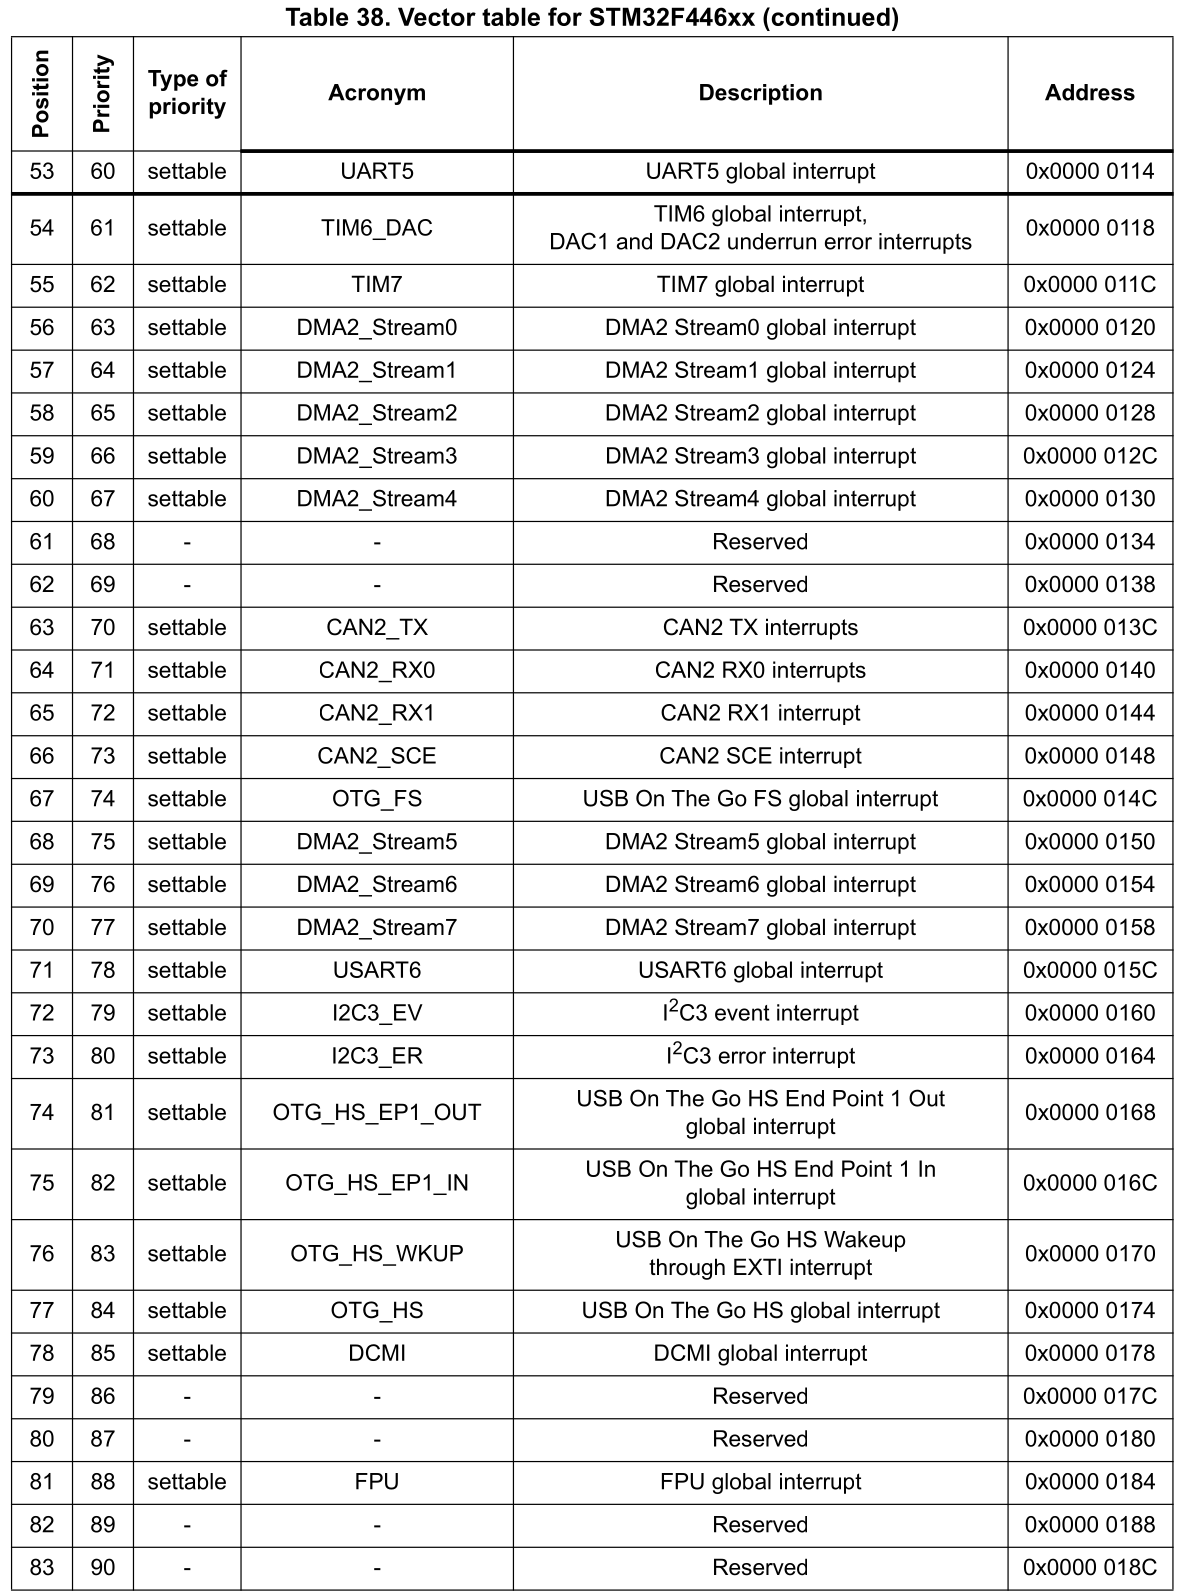 Table 38. Vector table for STM32F446xx (continued)
Position Priority Type of priority Acronym Description Address
53 60 settable UART5 UART5 global interrupt 0x0000 0114
54 61 settable TIM6_DAC TIM6 global interrupt, DAC1 and DAC2 underrun error interrupts 0x0000 0118
55 62 settable TIM7 TIM7 global interrupt 0x0000 011C
56 63 settable DMA2_Stream0 DMA2 Stream0 global interrupt 0x0000 0120
57 64 settable DMA2_Stream1 DMA2 Stream1 global interrupt 0x0000 0124
58 65 settable DMA2_Stream2 DMA2 Stream2 global interrupt 0x0000 0128
59 66 settable DMA2_Stream3 DMA2 Stream3 global interrupt 0x0000 012C
60 67 settable DMA2_Stream4 DMA2 Stream4 global interrupt 0x0000 0130
61 68 - - Reserved 0x0000 0134
62 69 - - Reserved 0x0000 0138
63 70 settable CAN2_TX CAN2 TX interrupts 0x0000 013C
64 71 settable CAN2_RX0 CAN2 RX0 interrupts 0x0000 0140
65 72 settable CAN2_RX1 CAN2 RX1 interrupt 0x0000 0144
66 73 settable CAN2_SCE CAN2 SCE interrupt 0x0000 0148
67 74 settable OTG_FS USB On The Go FS global interrupt 0x0000 014C
68 75 settable DMA2_Stream5 DMA2 Stream5 global interrupt 0x0000 0150
69 76 settable DMA2_Stream6 DMA2 Stream6 global interrupt 0x0000 0154
70 77 settable DMA2_Stream7 DMA2 Stream7 global interrupt 0x0000 0158
71 78 settable USART6 USART6 global interrupt 0x0000 015C
72 79 settable I2C3_EV I²C3 event interrupt 0x0000 0160
73 80 settable I2C3_ER I²C3 error interrupt 0x0000 0164
74 81 settable OTG_HS_EP1_OUT USB On The Go HS End Point 1 Out global interrupt 0x0000 0168
75 82 settable OTG_HS_EP1_IN USB On The Go HS End Point 1 In global interrupt 0x0000 016C
76 83 settable OTG_HS_WKUP USB On The Go HS Wakeup through EXTI interrupt 0x0000 0170
77 84 settable OTG_HS USB On The Go HS global interrupt 0x0000 0174
78 85 settable DCMI DCMI global interrupt 0x0000 0178
79 86 - - Reserved 0x0000 017C
80 87 - - Reserved 0x0000 0180
81 88 settable FPU FPU global interrupt 0x0000 0184
82 89 - - Reserved 0x0000 0188
83 90 - - Reserved 0x0000 018C